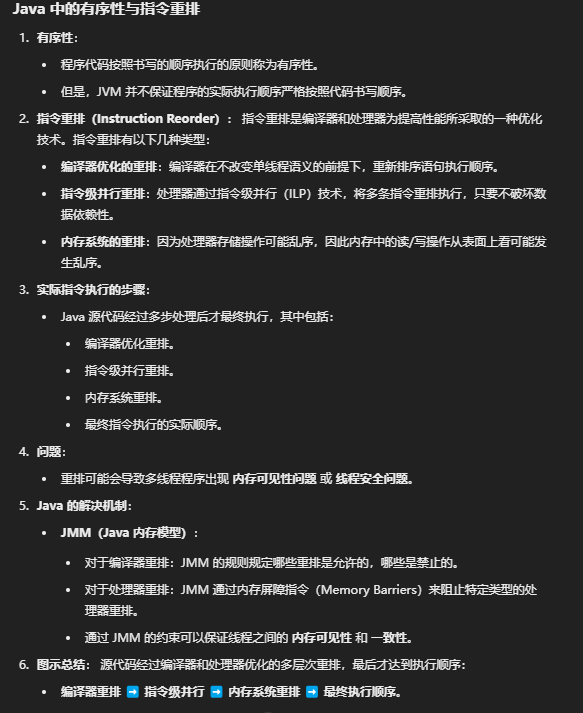 Java 中的有序性与指令重排
1. 有序性：
• 程序代码按照书写的顺序执行的原则称为有序性。
• 但是，JVM 并不保证程序的实际执行顺序严格按照代码书写顺序。
2. 指令重排（Instruction Reorder）： 指令重排是编译器和处理器为提高性能所采取的一种优化
技术。指令重排有以下几种类型：
• 编译器优化的重排：编译器在不改变单线程语义的前提下，重新排序语句执行顺序。
• 指令级并行重排：处理器通过指令级并行（ILP）技术，将多条指令重排执行，只要不破坏数
据依赖性。
• 内存系统的重排：因为处理器存储操作可能乱序，因此内存中的读/写操作从表面上看可能发
生乱序。
3. 实际指令执行的步骤：
• Java 源代码经过多步处理后才最终执行，其中包括：
• 编译器优化重排。
• 指令级并行重排。
• 内存系统重排。
• 最终指令执行的实际顺序。
4. 问题：
• 重排可能会导致多线程程序出现 内存可见性问题 或 线程安全问题。
5. Java 的解决机制：
• JMM（Java 内存模型）：
• 对于编译器重排：JMM 的规则规定哪些重排是允许的，哪些是禁止的。
• 对于处理器重排：JMM 通过内存屏障指令（Memory Barriers）来阻止特定类型的处
理器重排。
• 通过 JMM 的约束可以保证线程之间的 内存可见性 和 一致性。
6. 图示总结： 源代码经过编译器和处理器优化的多层次重排，最后才达到执行顺序：
• 编译器重排 ➡ 指令级并行 ➡ 内存系统重排 ➡ 最终执行顺序。